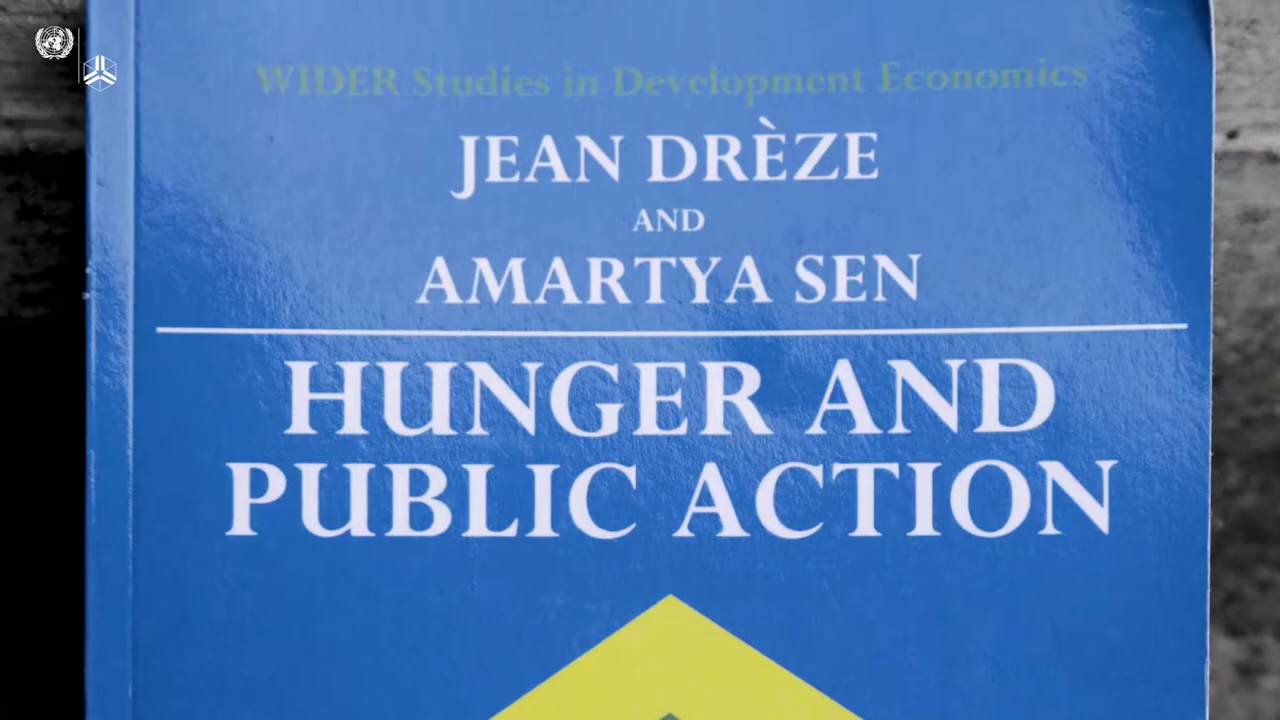 WIDER Studies in Development Economics
JEAN DRÈZE
AND
AMARTYA SEN
HUNGER AND
PUBLIC ACTION